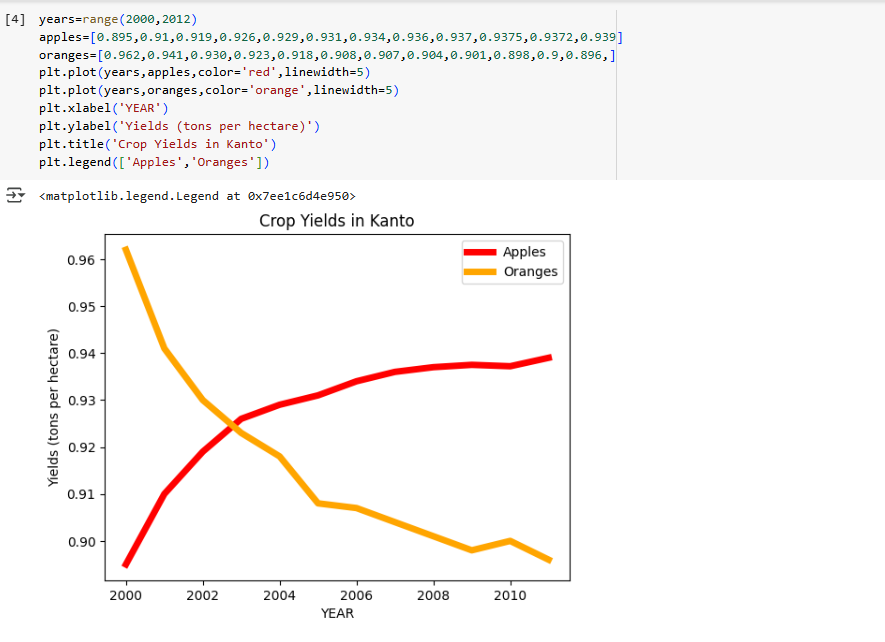 [4] years=range(2000,2012)
apples=[0.895,0.91,0.919,0.926,0.929,0.931,0.934,0.936,0.937,0.9375,0.9372,0.939]
oranges=[0.962,0.941,0.930,0.923,0.918,0.908,0.907,0.904,0.901,0.898,0.9,0.896,]
plt.plot(years,apples,color='red',linewidth=5)
plt.plot(years,oranges,color='orange',linewidth=5)
plt.xlabel('YEAR')
plt.ylabel('Yields (tons per hectare)')
plt.title('Crop Yields in Kanto')
plt.legend(['Apples','Oranges'])
<matplotlib.legend.Legend at 0x7ee1c6d4e950>
Crop Yields in Kanto
Apples
Oranges
0.96
0.95
0.94
0.93
0.92
0.91
0.90
Yields (tons per hectare)
2000 2002 2004 2006 2008 2010
YEAR